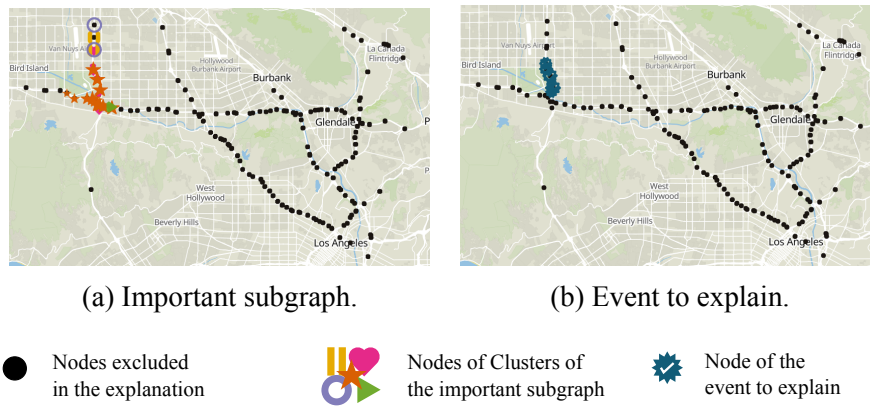 Van Nuys Air
Bird Island
Hollywood
Burbank Airport
Burbank
La Canada
Flintridge
Glendale
P
West
Hollywood
P
Beverly Hills
Los Angeles
Van Nuys
Bird Island
Hollywood
Burbank Airport
Burbank
La Canada
Flintridge
Glendale
West
Hollywood
Beverly Hills
Los Angeles
(a) Important subgraph.
(b) Event to explain.
Nodes excluded
in the explanation
Nodes of Clusters of
the important subgraph
Node of the
event to explain